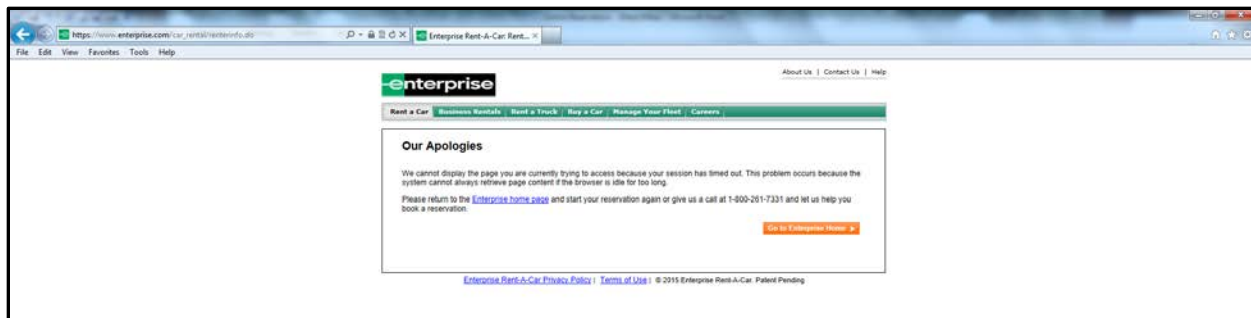 https://www.enterprise.com/car_rental/renterinfo.do
Enterprise Rent-A-Car: Rent...
File Edit View Favorites Tools Help
About Us | Contact Us | Help
enterprise
Rent a Car Business Rentals Rent a Truck Buy a Car Manage Your Fleet Careers
Our Apologies
We cannot display the page you are currently trying to access because your session has timed out. This problem occurs because the
system cannot always retrieve page content if the browser is idle for too long.
Please return to the Enterprise home page and start your reservation again or give us a call at 1-800-261-7331 and let us help you
book a reservation.
Go to Enterprise Home
Enterprise Rent-A-Car Privacy Policy | Terms of Use | © 2015 Enterprise Rent-A-Car. Patent Pending